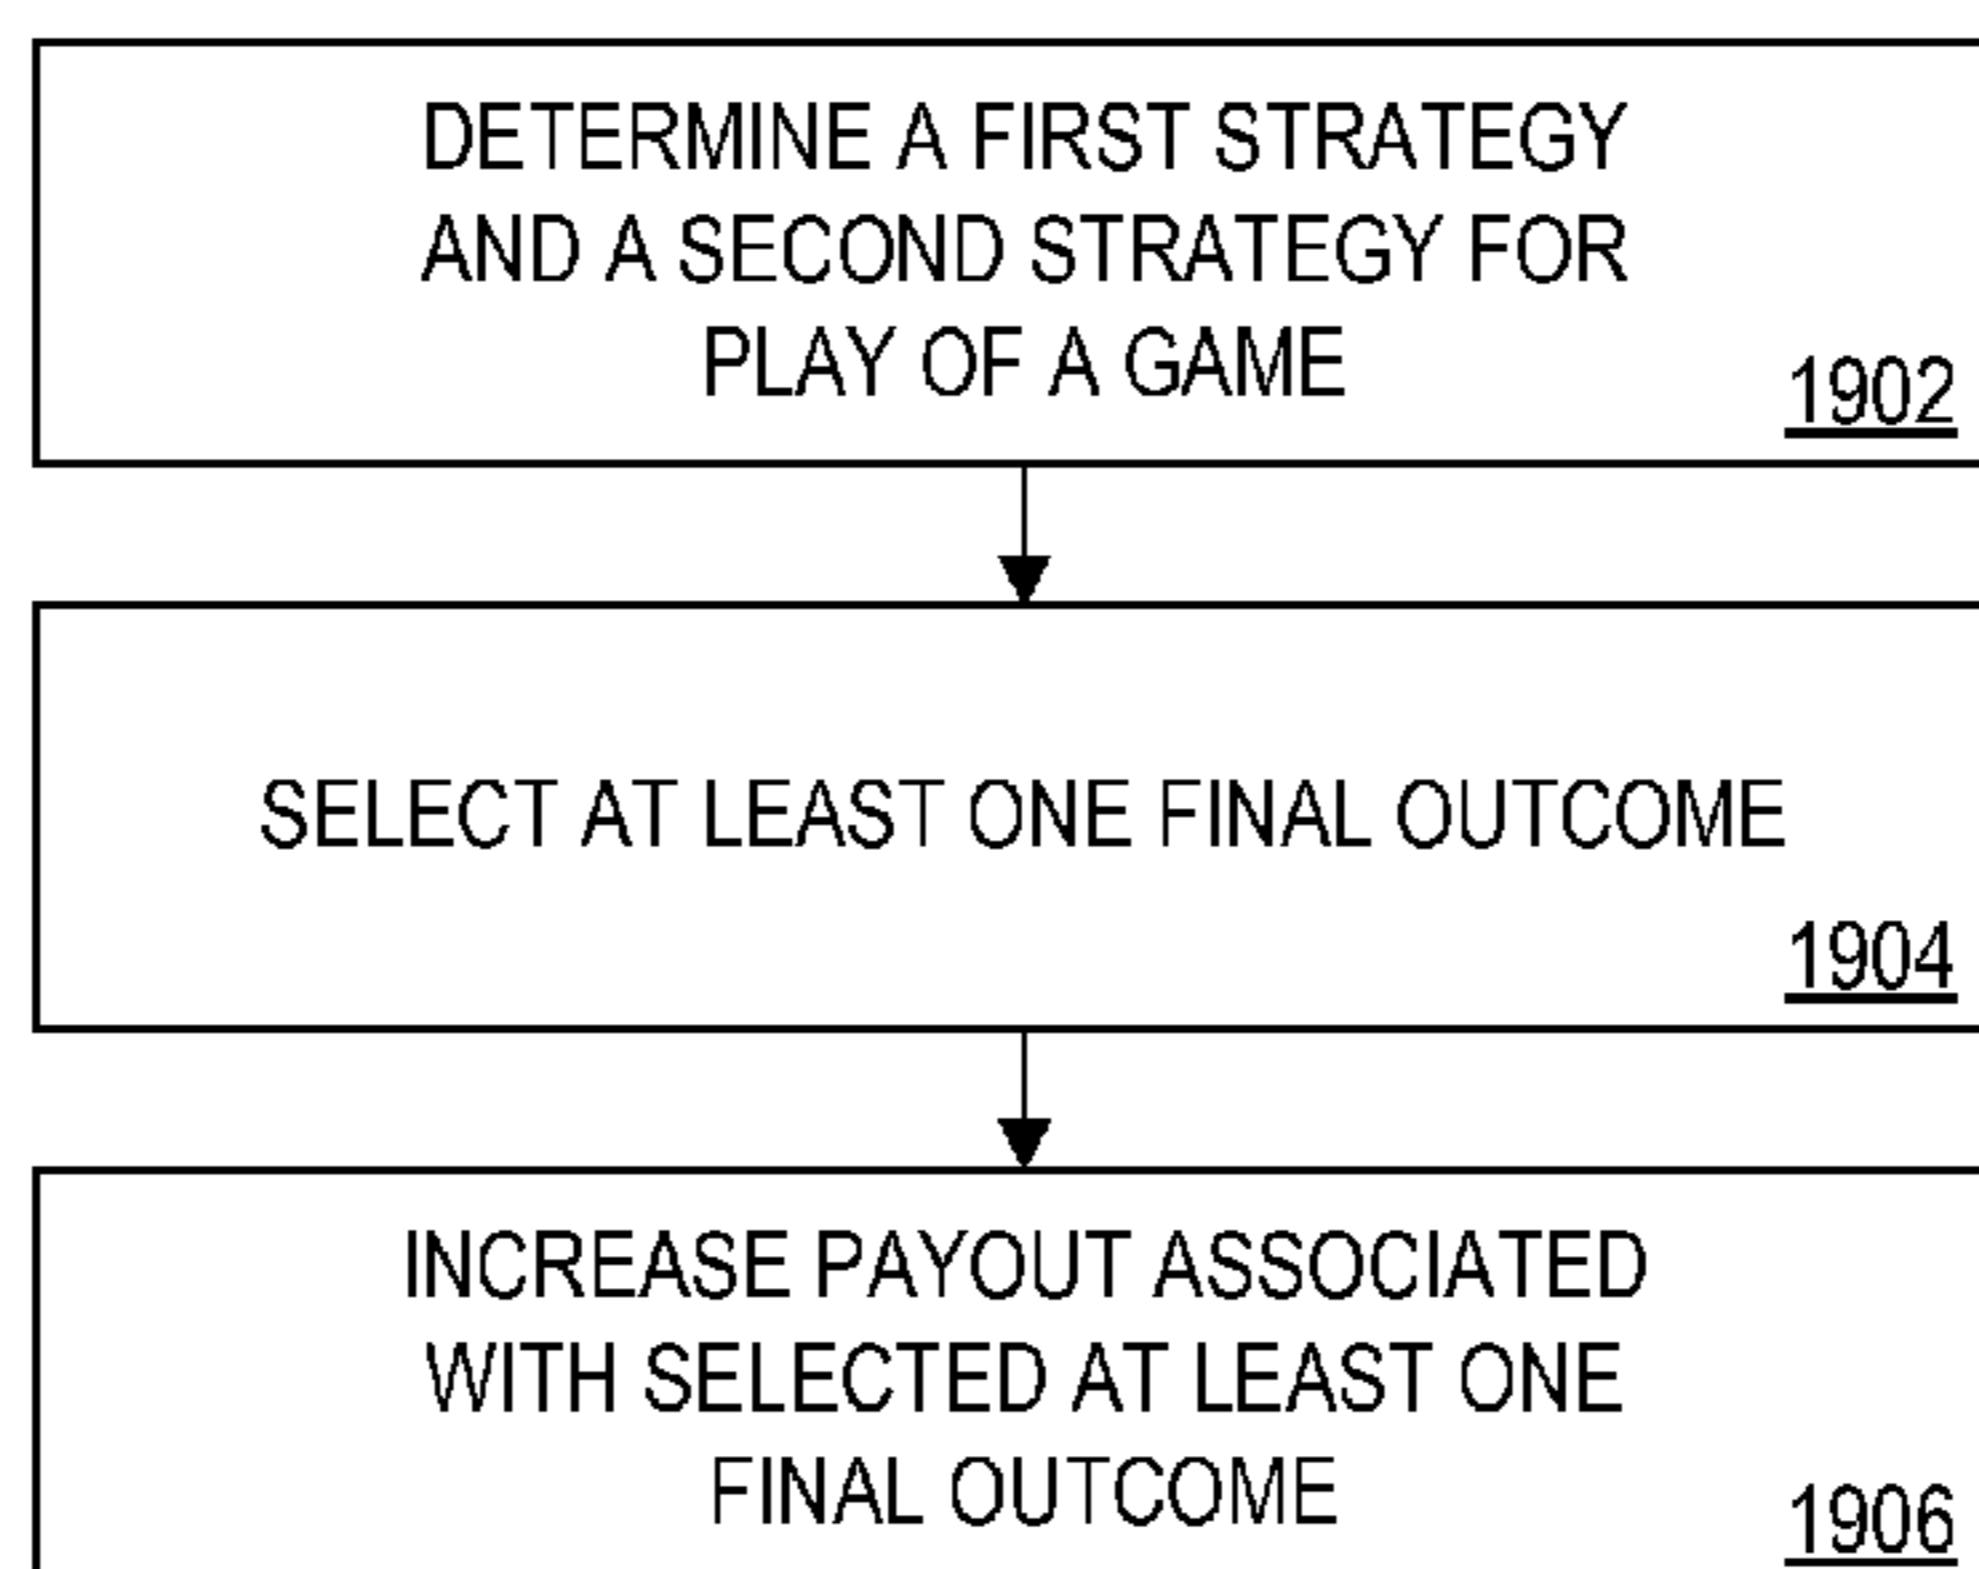 DETERMINE A FIRST STRATEGY
AND A SECOND STRATEGY FOR
PLAY OF A GAME
1902
SELECT AT LEAST ONE FINAL OUTCOME
1904
INCREASE PAYOUT ASSOCIATED
WITH SELECTED AT LEAST ONE
FINAL OUTCOME
1906